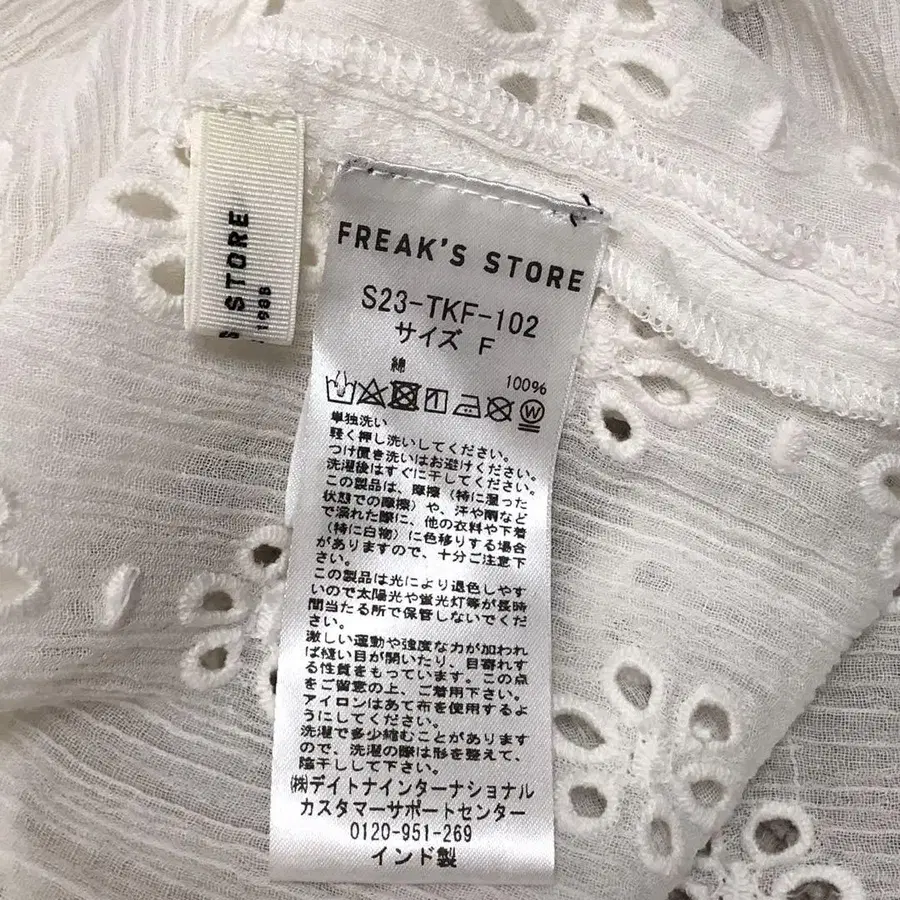 S STORE
1986
FREAK'S STORE
S23-TKF-102
サイズ F
綿
100%
W
単独洗い
軽く押し洗いしてください。
つけ置き洗いはお避けください。
洗濯後はすぐに干してください。
この製品は、摩擦(特に湿った
状態での摩擦)や、汗や雨など
で濡れた際に、他の衣料や下着
(特に白物)に色移りする場合
がありますので、十分ご注意下
さい。
この製品は光により退色しやす
いので太陽光や蛍光灯等が長時
間当たる所で保管しないでくだ
さい。
激しい運動や強度な力が加われ
ば縫い目が開いたり、目寄れす
る性質をもっています。この点
をご留意の上、ご着用下さい。
アイロンはあて布を使用するよ
うにしてください。
洗濯で多少縮むことがあります
ので、洗濯の際は形を整えて、
陰干しして下さい。
㈱デイトナインターナショナル
カスタマーサポートセンター
0120-951-269
インド製